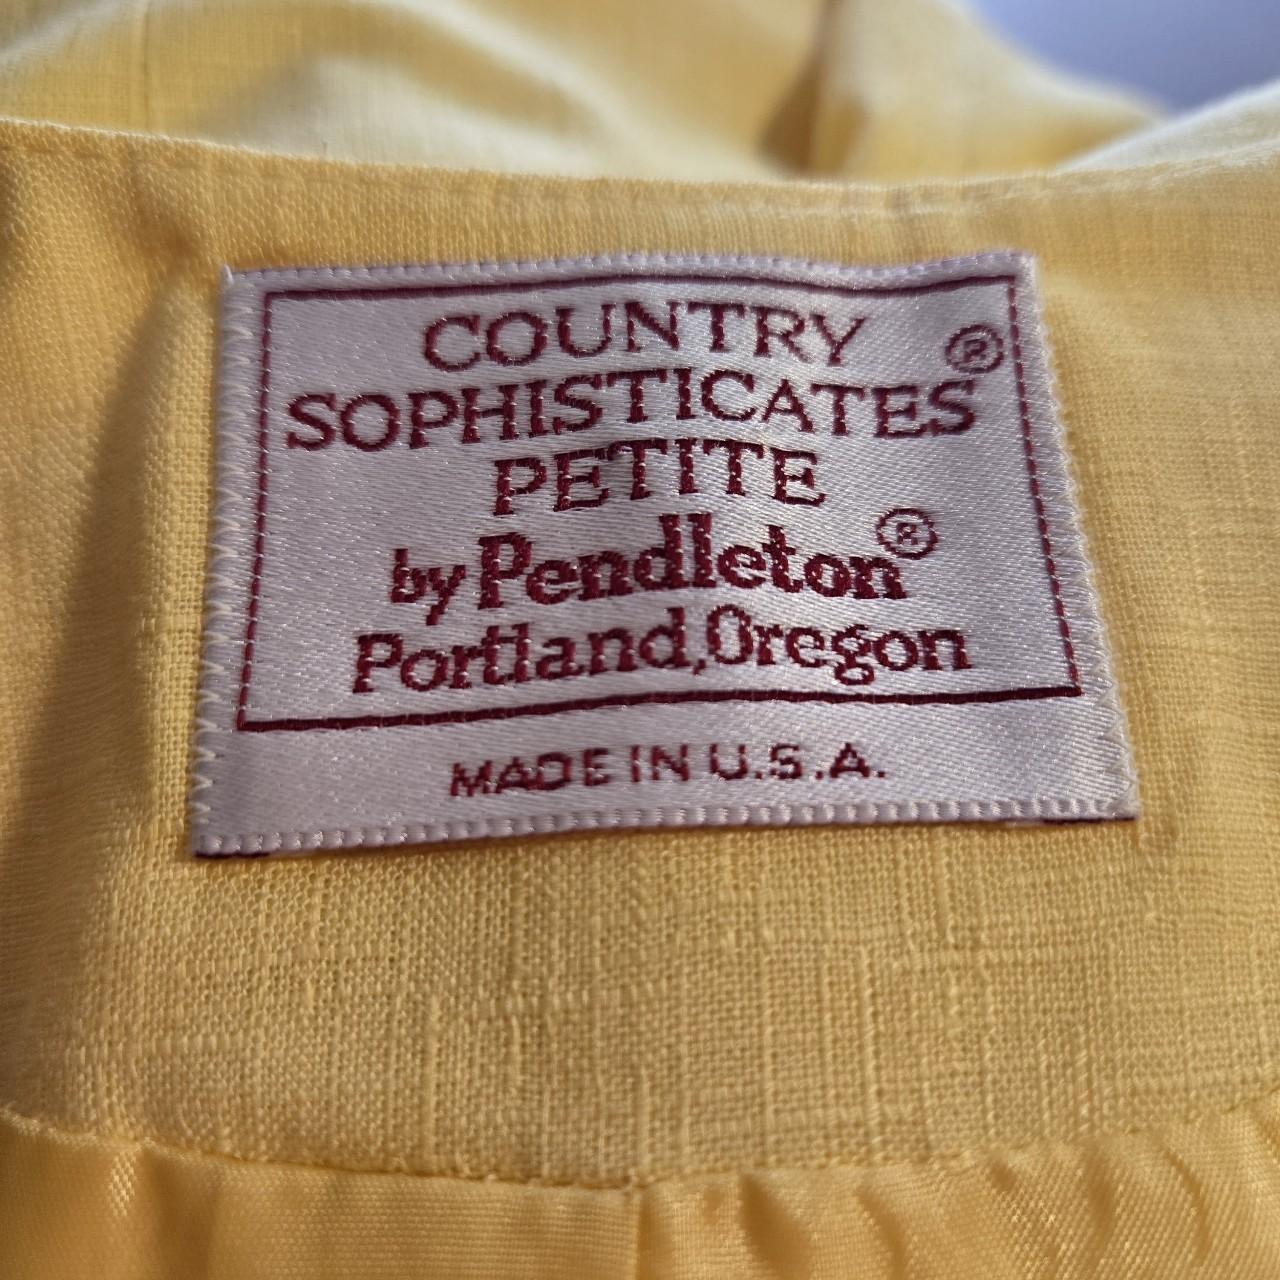 COUNTRY
SOPHISTICATES®
PETITE
by Pendleton®
Portland, Oregon
MADE IN U.S.A.